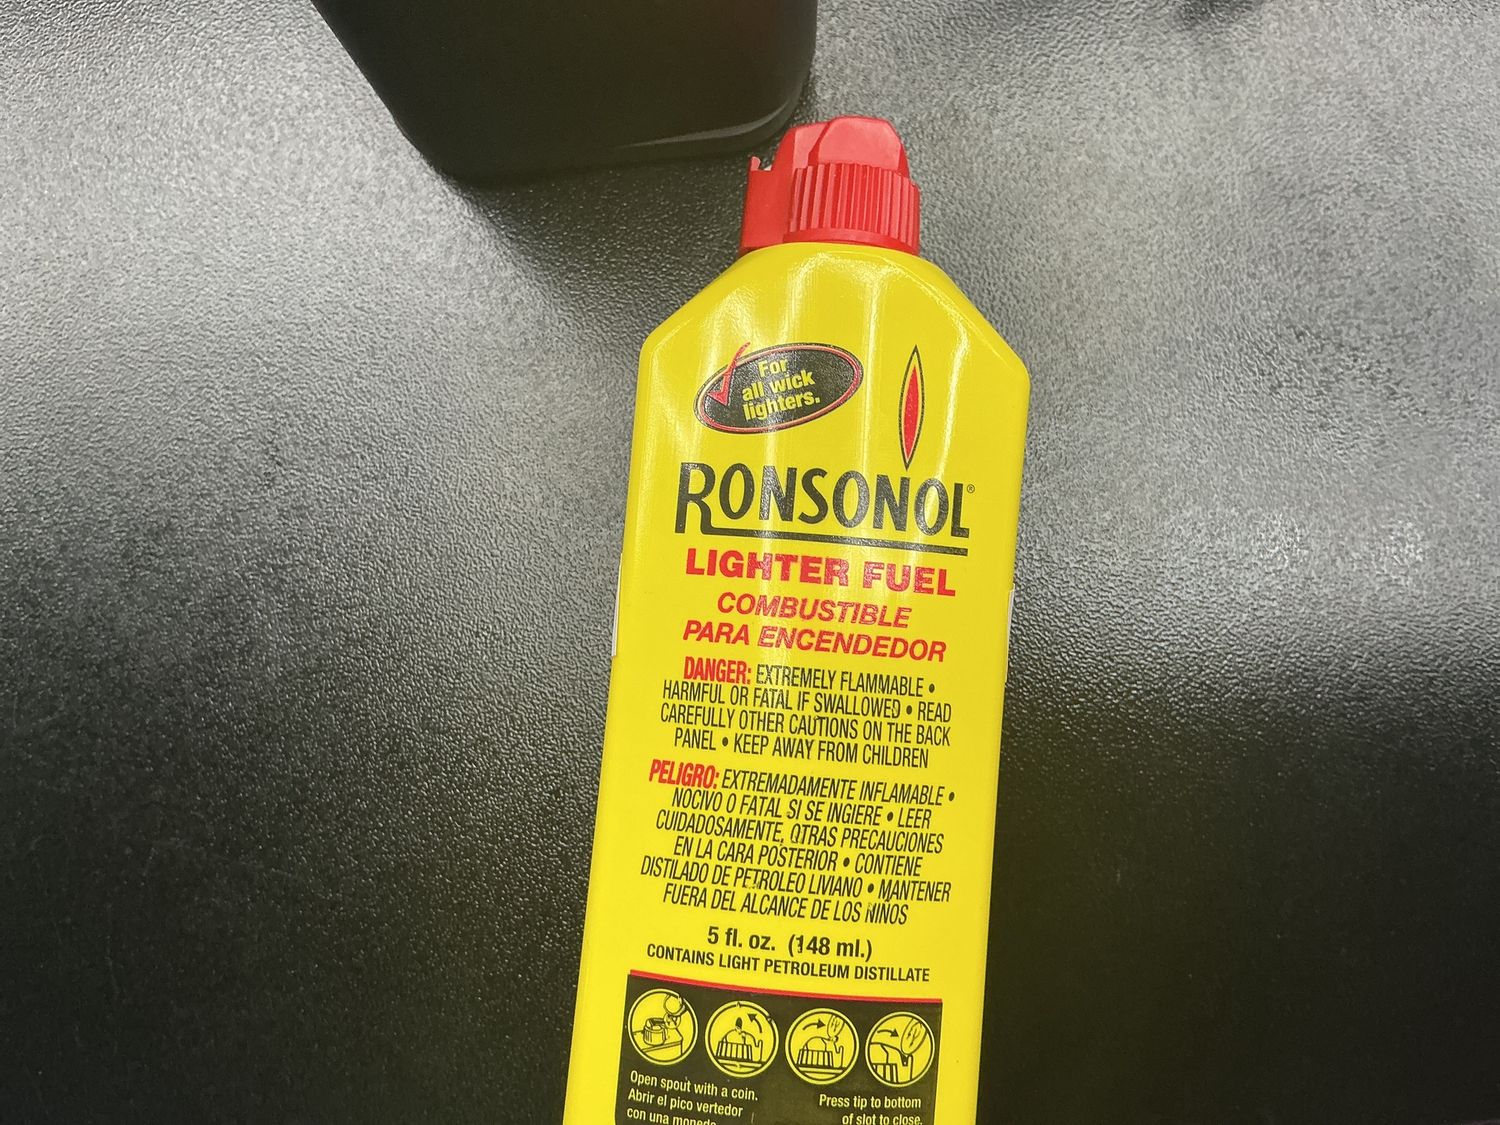 For
all wick
lighters.
RONSONOL®
LIGHTER FUEL
COMBUSTIBLE
PARA ENCENDEDOR
DANGER: EXTREMELY FLAMMABLE •
HARMFUL OR FATAL IF SWALLOWED • READ
CAREFULLY OTHER CAUTIONS ON THE BACK
PANEL • KEEP AWAY FROM CHILDREN
PELIGRO: EXTREMADAMENTE INFLAMABLE •
NOCIVO O FATAL SI SE INGIERE • LEER
CUIDADOSAMENTE, OTRAS PRECAUCIONES
EN LA CARA POSTERIOR • CONTIENE
DISTILADO DE PETROLEO LIVIANO • MANTENER
FUERA DEL ALCANCE DE LOS NIÑOS
5 fl. oz. (148 ml.)
CONTAINS LIGHT PETROLEUM DISTILLATE
Open spout with a coin.
Abrir el pico vertedor
con una moneda
Press tip to bottom
of slot to close.